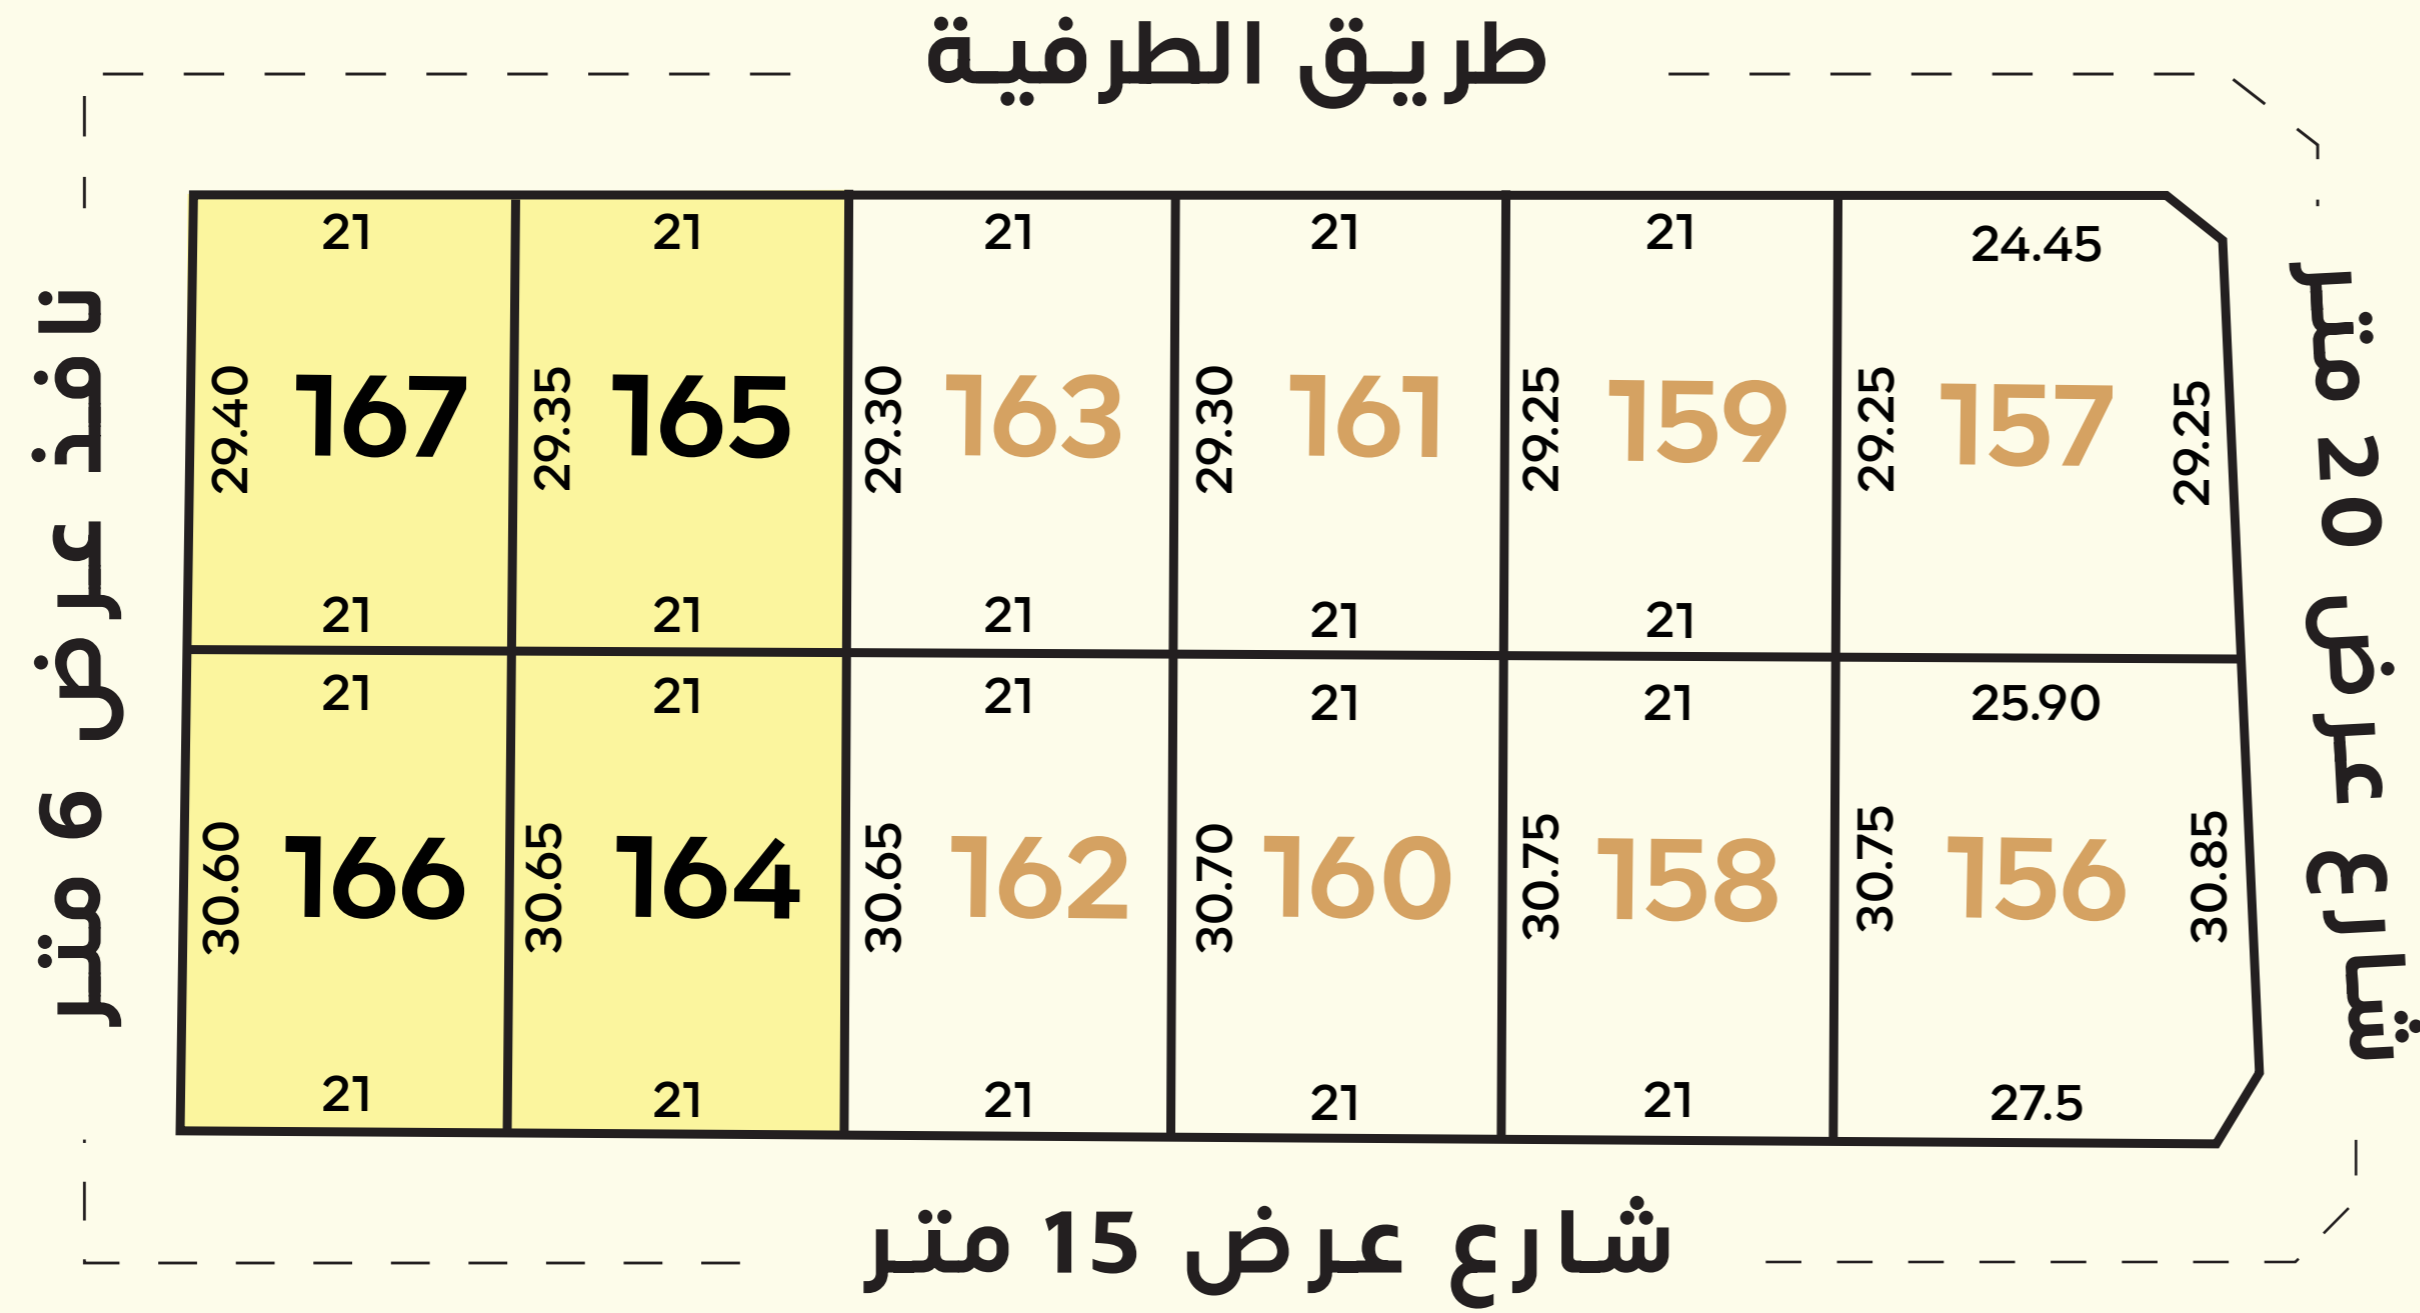 طريق الطرفية
21 21 21 21 21 24.45
29.40 167 29.35 165 29.30 163 29.30 161 29.25 159 29.25 157 29.25
21 21 21 21 21
21 21 21 21 21 25.90
30.60 166 30.65 164 30.65 162 30.70 160 30.75 158 30.75 156 30.85
21 21 21 21 21 27.5
نافذ عرض 6 متر
شارع عرض 20 متر
شارع عرض 15 متر